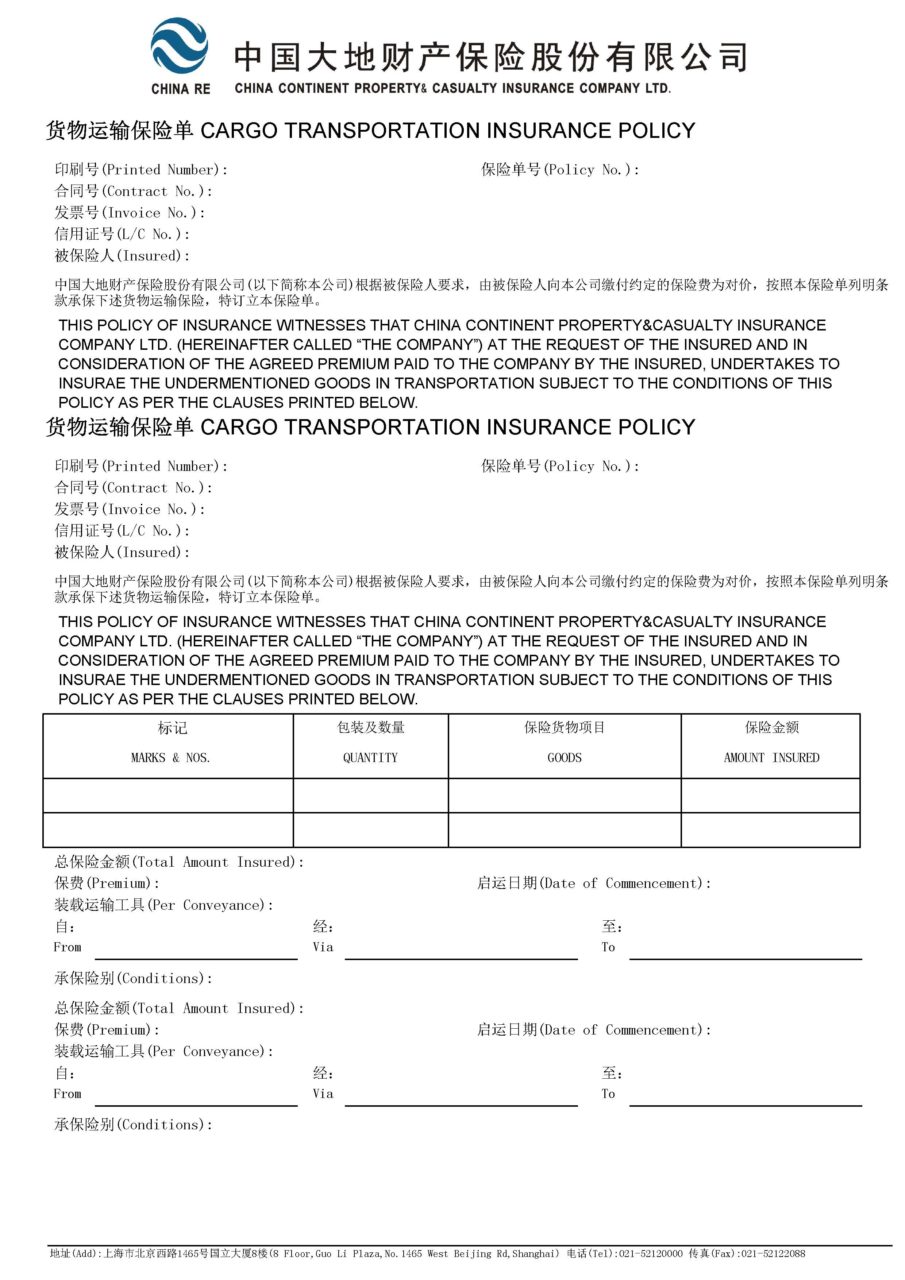 中国大地财产保险股份有限公司
CHINA RE CHINA CONTINENT PROPERTY& CASUALTY INSURANCE COMPANY LTD.
货物运输保险单 CARGO TRANSPORTATION INSURANCE POLICY
印刷号(Printed Number): 保险单号(Policy No.):
合同号(Contract No.):
发票号(Invoice No.):
信用证号(L/C No.):
被保险人(Insured):
中国大地财产保险股份有限公司(以下简称本公司)根据被保险人要求，由被保险人向本公司缴付约定的保险费为对价，按照本保险单列明条
款承保下述货物运输保险，特订立本保险单。
THIS POLICY OF INSURANCE WITNESSES THAT CHINA CONTINENT PROPERTY&CASUALTY INSURANCE
COMPANY LTD. (HEREINAFTER CALLED “THE COMPANY”) AT THE REQUEST OF THE INSURED AND IN
CONSIDERATION OF THE AGREED PREMIUM PAID TO THE COMPANY BY THE INSURED, UNDERTAKES TO
INSURAE THE UNDERMENTIONED GOODS IN TRANSPORTATION SUBJECT TO THE CONDITIONS OF THIS
POLICY AS PER THE CLAUSES PRINTED BELOW.
货物运输保险单 CARGO TRANSPORTATION INSURANCE POLICY
印刷号(Printed Number): 保险单号(Policy No.):
合同号(Contract No.):
发票号(Invoice No.):
信用证号(L/C No.):
被保险人(Insured):
中国大地财产保险股份有限公司(以下简称本公司)根据被保险人要求，由被保险人向本公司缴付约定的保险费为对价，按照本保险单列明条
款承保下述货物运输保险，特订立本保险单。
THIS POLICY OF INSURANCE WITNESSES THAT CHINA CONTINENT PROPERTY&CASUALTY INSURANCE
COMPANY LTD. (HEREINAFTER CALLED “THE COMPANY”) AT THE REQUEST OF THE INSURED AND IN
CONSIDERATION OF THE AGREED PREMIUM PAID TO THE COMPANY BY THE INSURED, UNDERTAKES TO
INSURAE THE UNDERMENTIONED GOODS IN TRANSPORTATION SUBJECT TO THE CONDITIONS OF THIS
POLICY AS PER THE CLAUSES PRINTED BELOW.
标记 包装及数量 保险货物项目 保险金额
MARKS & NOS. QUANTITY GOODS AMOUNT INSURED
总保险金额(Total Amount Insured):
保费(Premium): 启运日期(Date of Commencement):
装载运输工具(Per Conveyance):
自: 经: 至:
From Via To
承保险别(Conditions):
总保险金额(Total Amount Insured):
保费(Premium): 启运日期(Date of Commencement):
装载运输工具(Per Conveyance):
自: 经: 至:
From Via To
承保险别(Conditions):
地址(Add):上海市北京西路1465号国立大厦8楼(8 Floor,Guo Li Plaza,No.1465 West Beijing Rd,Shanghai) 电话(Tel):021-52120000 传真(Fax):021-52122088